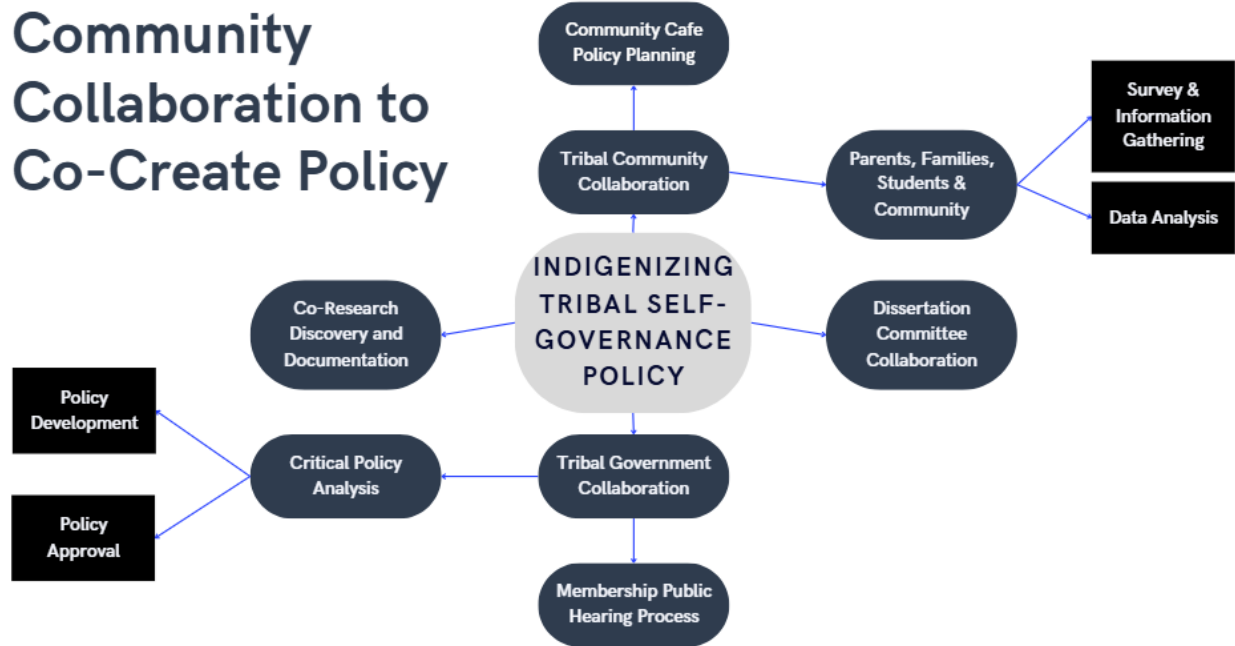 Community
Collaboration to
Co-Create Policy
Community Cafe
Policy Planning
Tribal Community
Collaboration
Parents, Families,
Students &
Community
Survey &
Information
Gathering
Data Analysis
INDIGENIZING
TRIBAL SELF-
GOVERNANCE
POLICY
Co-Research
Discovery and
Documentation
Dissertation
Committee
Collaboration
Policy
Development
Critical Policy
Analysis
Tribal Government
Collaboration
Policy
Approval
Membership Public
Hearing Process